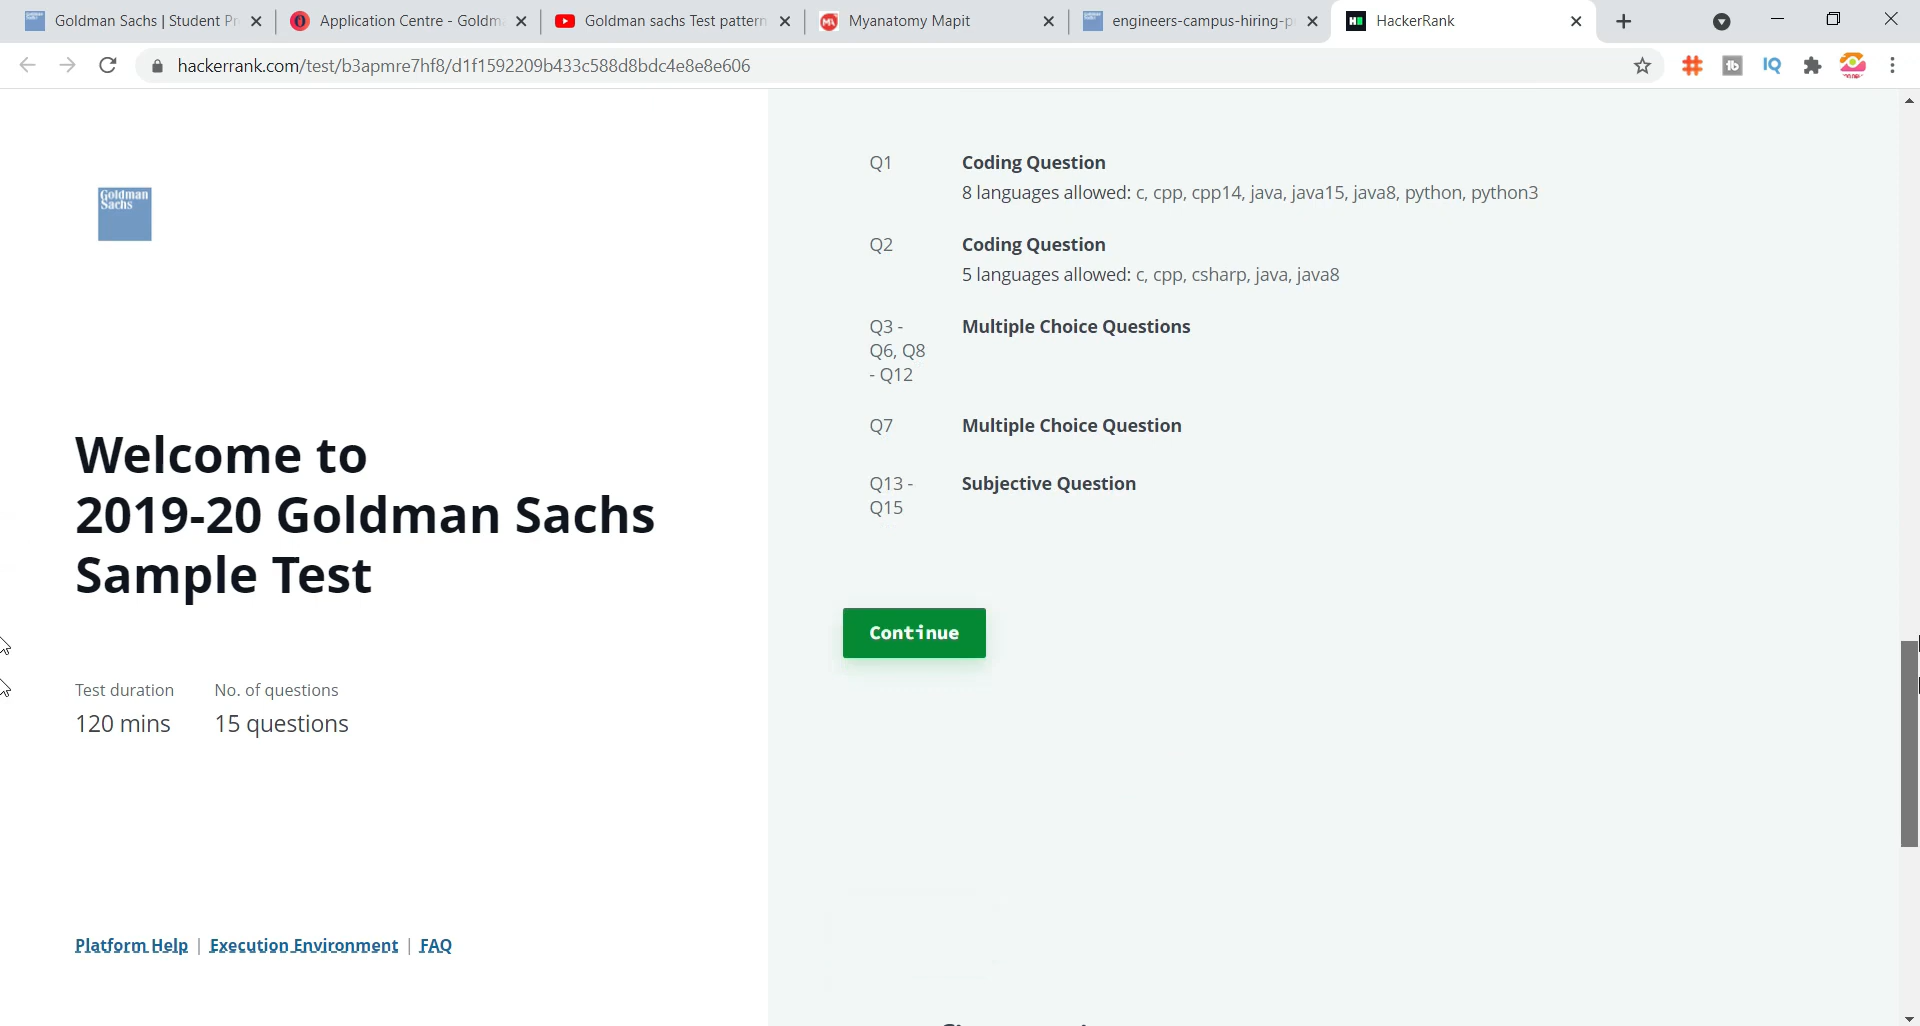 Goldman Sachs | Student Pr
Application Centre - Goldm
Goldman sachs Test pattern
Myanatomy Mapit
engineers-campus-hiring-p
HackerRank
hackerrank.com/test/b3apmre7hf8/d1f1592209b433c588d8bdc4e8e8e606
Goldman
Sachs
Welcome to
2019-20 Goldman Sachs
Sample Test
Test duration No. of questions
120 mins 15 questions
Platform Help | Execution Environment | FAQ
Q1 Coding Question
8 languages allowed: c, cpp, cpp14, java, java15, java8, python, python3
Q2 Coding Question
5 languages allowed: c, cpp, csharp, java, java8
Q3 - Multiple Choice Questions
Q6, Q8
- Q12
Q7 Multiple Choice Question
Q13 - Subjective Question
Q15
Continue